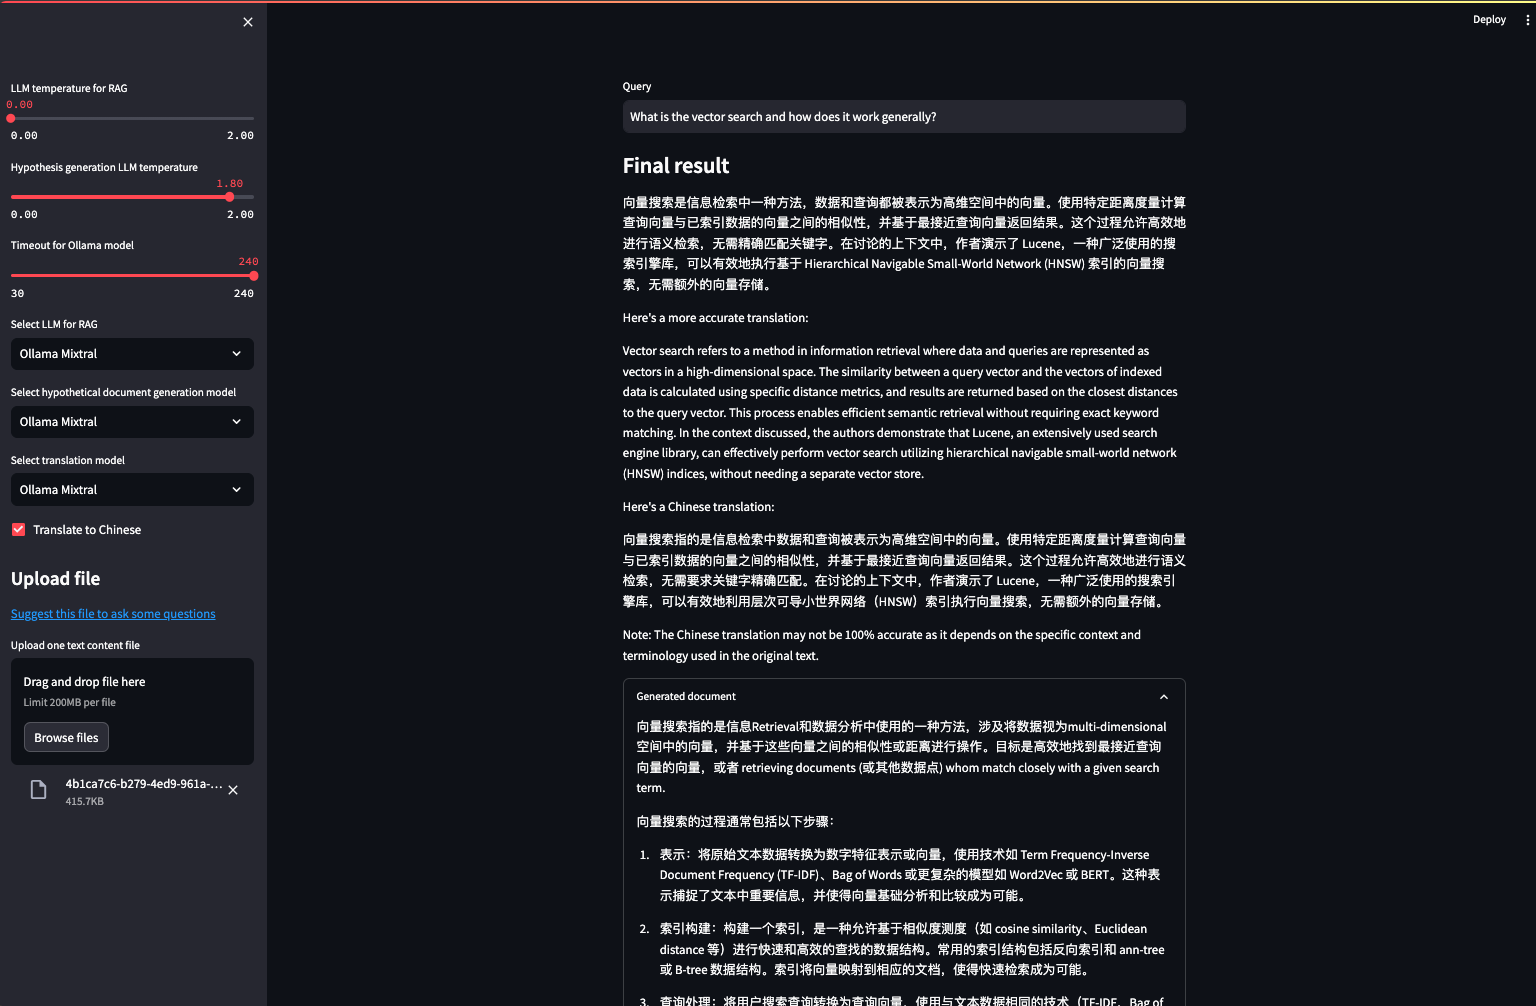 Deploy
LLM temperature for RAG
0.00
0.00 2.00
Hypothesis generation LLM temperature
1.80
0.00 2.00
Timeout for Ollama model
240
30 240
Select LLM for RAG
Ollama Mixtral
Select hypothetical document generation model
Ollama Mixtral
Select translation model
Ollama Mixtral
Translate to Chinese
Upload file
Suggest this file to ask some questions
Upload one text content file
Drag and drop file here
Limit 200MB per file
Browse files
4b1ca7c6-b279-4ed9-961a-...
415.7KB
Query
What is the vector search and how does it work generally?
Final result
向量搜索是信息检索中一种方法，数据和查询都被表示为高维空间中的向量。使用特定距离度量计算
查询向量与已索引数据的向量之间的相似性，并基于最接近查询向量返回结果。这个过程允许高效地
进行语义检索，无需精确匹配关键字。在讨论的上下文中，作者演示了 Lucene，一种广泛使用的搜
索引擎库，可以有效地执行基于 Hierarchical Navigable Small-World Network (HNSW) 索引的向量搜
索，无需额外的向量存储。
Here's a more accurate translation:
Vector search refers to a method in information retrieval where data and queries are represented as
vectors in a high-dimensional space. The similarity between a query vector and the vectors of indexed
data is calculated using specific distance metrics, and results are returned based on the closest distances
to the query vector. This process enables efficient semantic retrieval without requiring exact keyword
matching. In the context discussed, the authors demonstrate that Lucene, an extensively used search
engine library, can effectively perform vector search utilizing hierarchical navigable small-world network
(HNSW) indices, without needing a separate vector store.
Here's a Chinese translation:
向量搜索指的是信息检索中数据和查询被表示为高维空间中的向量。使用特定距离度量计算查询向量
与已索引数据的向量之间的相似性，并基于最接近查询向量返回结果。这个过程允许高效地进行语义
检索，无需要求关键字精确匹配。在讨论的上下文中，作者演示了 Lucene，一种广泛使用的搜索引
擎库，可以有效地利用层次可导小世界网络（HNSW）索引执行向量搜索，无需额外的向量存储。
Note: The Chinese translation may not be 100% accurate as it depends on the specific context and
terminology used in the original text.
Generated document
向量搜索指的是信息Retrieval和数据分析中使用的一种方法，涉及将数据视为multi-dimensional
空间中的向量，并基于这些向量之间的相似性或距离进行操作。目标是高效地找到最接近查询
向量的向量，或者 retrieving documents (或其他数据点) whom match closely with a given search
term.
向量搜索的过程通常包括以下步骤：
1. 表示：将原始文本数据转换为数字特征表示或向量，使用技术如 Term Frequency-Inverse
Document Frequency (TF-IDF)、Bag of Words 或更复杂的模型如 Word2Vec 或 BERT。这种表
示捕捉了文本中重要信息，并使得向量基础分析和比较成为可能。
2. 索引构建：构建一个索引，是一种允许基于相似度测度（如 cosine similarity、Euclidean
distance 等）进行快速和高效的查找的数据结构。常用的索引结构包括反向索引和 ann-tree
或 B-tree 数据结构。索引将向量映射到相应的文档，使得快速检索成为可能。
3. 查询处理：将用户搜索查询转换为查询向量，使用与文本数据相同的技术（TF-IDF、Bag of